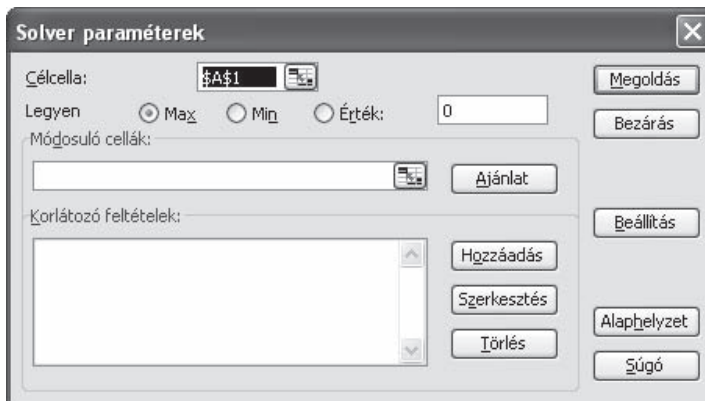 Solver paraméterek
Célcella: $A$1 Megoldás
Legyen Max Min Érték: 0 Bezárás
Módosuló cellák:
Ajánlat
Korlátozó feltételek: Beállítás
Hozzáadás
Szerkesztés
Alaphelyzet
Törlés
Súgó